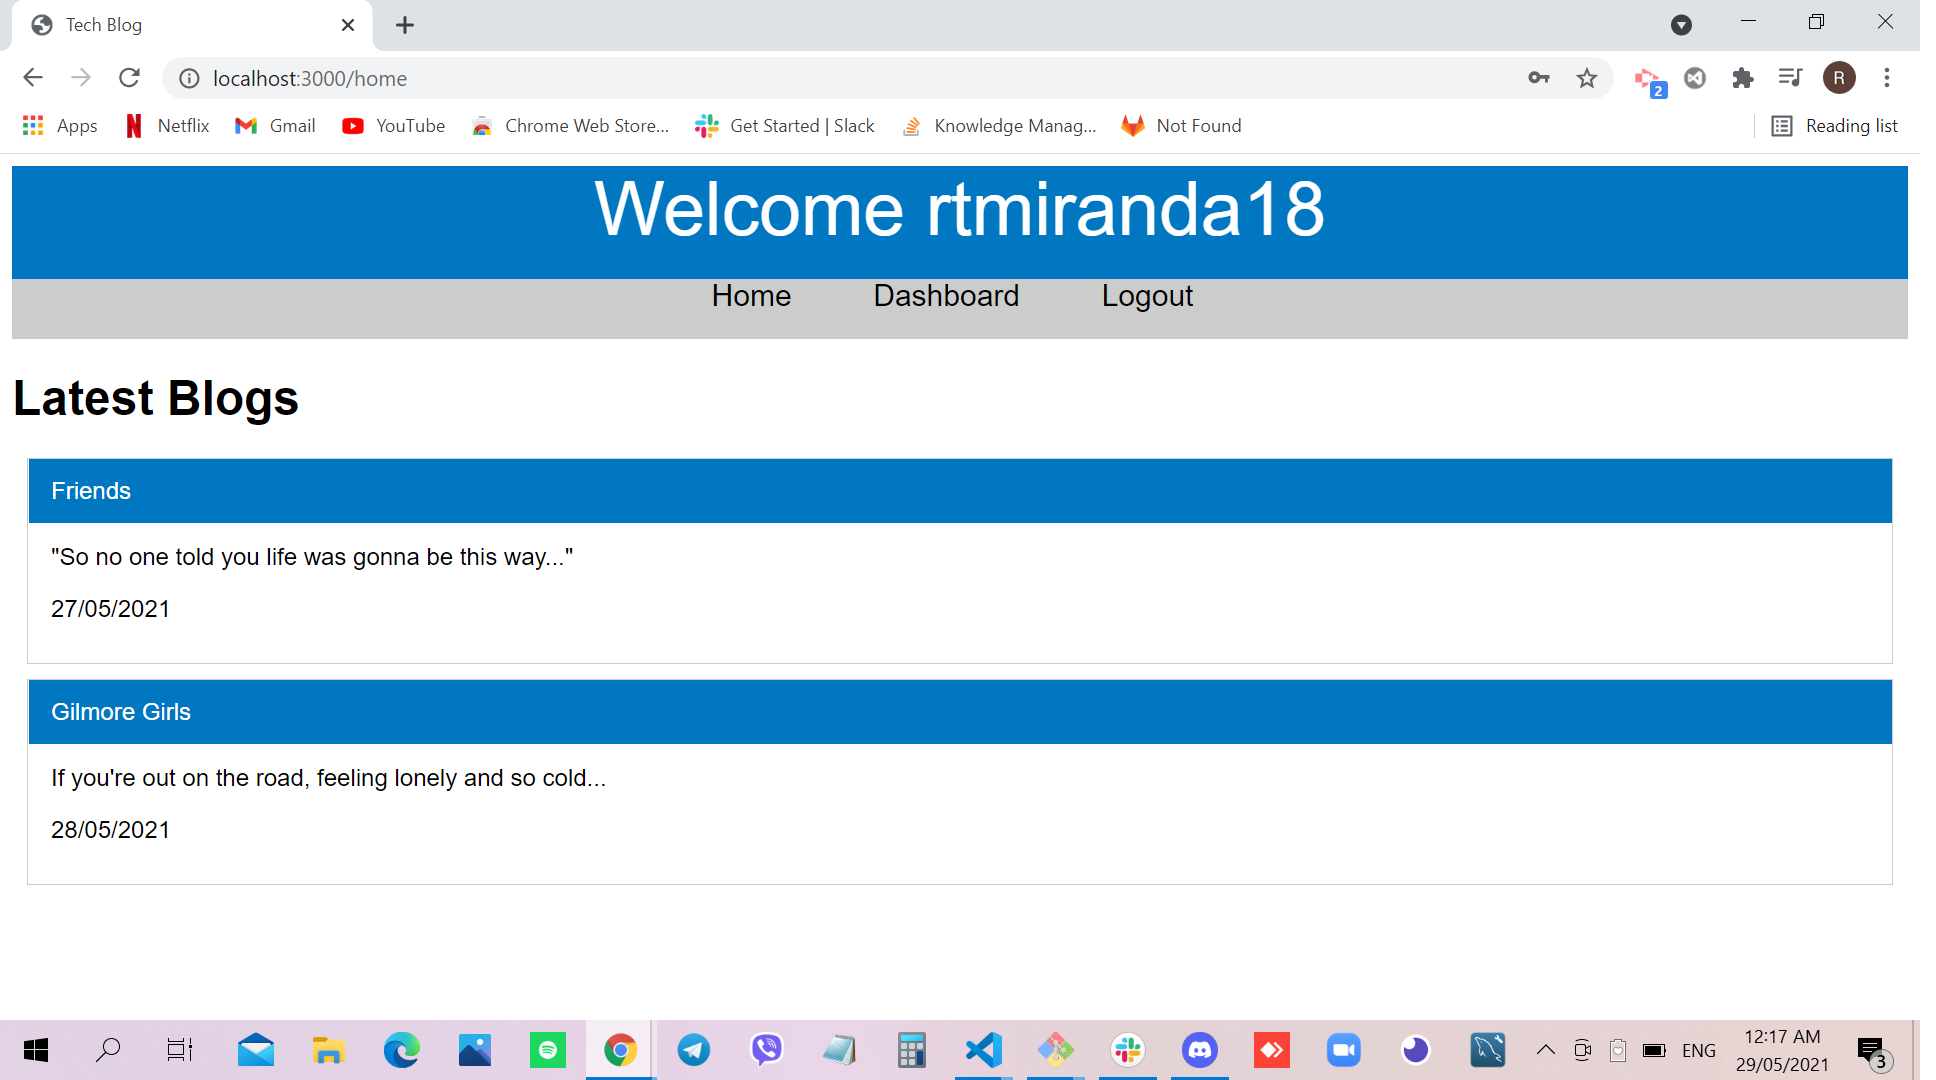 Tech Blog
localhost:3000/home
2
R
Apps Netflix Gmail YouTube Chrome Web Store... Get Started | Slack Knowledge Manag... Not Found Reading list
Welcome rtmiranda18
Home Dashboard Logout
Latest Blogs
Friends
"So no one told you life was gonna be this way..."
27/05/2021
Gilmore Girls
If you're out on the road, feeling lonely and so cold...
28/05/2021
ENG
12:17 AM
29/05/2021
3